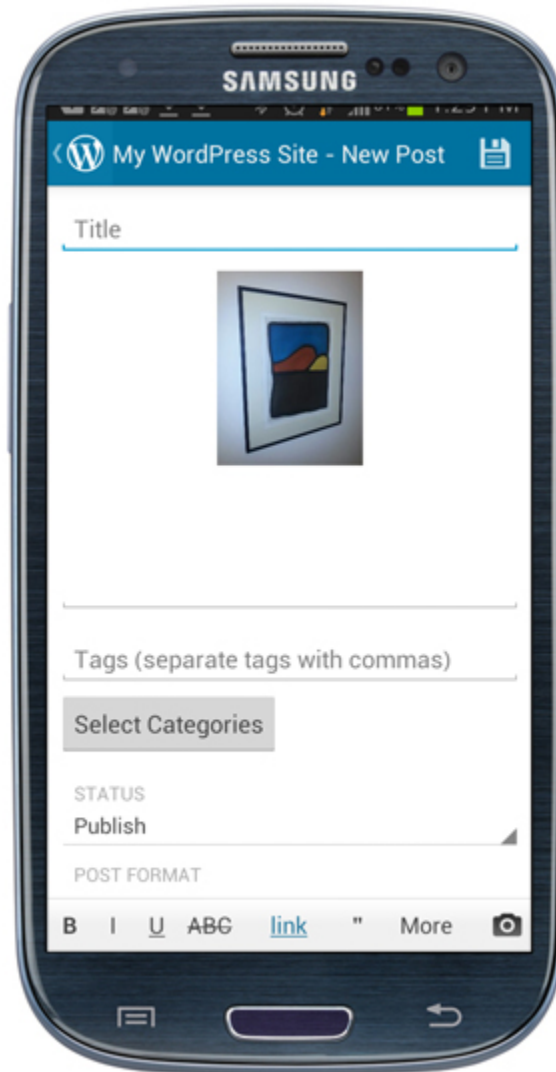 SAMSUNG
My WordPress Site - New Post
Title
Tags (separate tags with commas)
Select Categories
STATUS
Publish
POST FORMAT
B I U ABC link " More